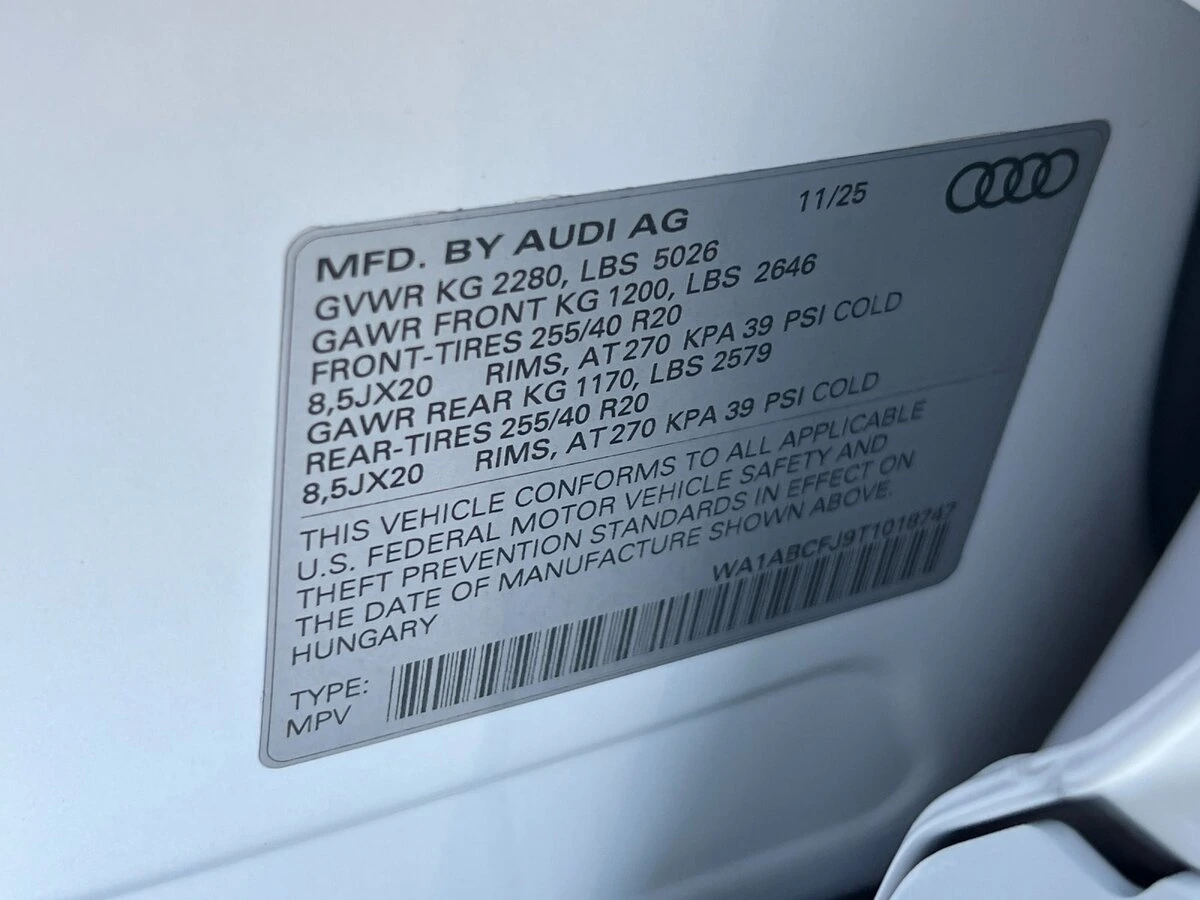 MFD. BY AUDI AG 11/25
GVWR KG 2280, LBS 5026
GAWR FRONT KG 1200, LBS 2646
FRONT-TIRES 255/40 R20
8,5JX20 RIMS, AT 270 KPA 39 PSI COLD
GAWR REAR KG 1170, LBS 2579
REAR-TIRES 255/40 R20
8,5JX20 RIMS, AT 270 KPA 39 PSI COLD
THIS VEHICLE CONFORMS TO ALL APPLICABLE
U.S. FEDERAL MOTOR VEHICLE SAFETY AND
THEFT PREVENTION STANDARDS IN EFFECT ON
THE DATE OF MANUFACTURE SHOWN ABOVE.
HUNGARY
WA1ABCFJ9T1018747
TYPE:
MPV